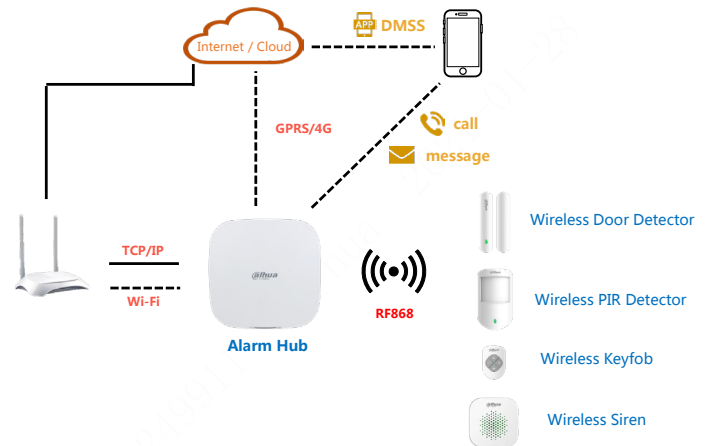 APP DMSS
Internet / Cloud
GPRS/4G
call
message
TCP/IP
Wi-Fi
alhua
RF868
Alarm Hub
Wireless Door Detector
Wireless PIR Detector
Wireless Keyfob
Wireless Siren